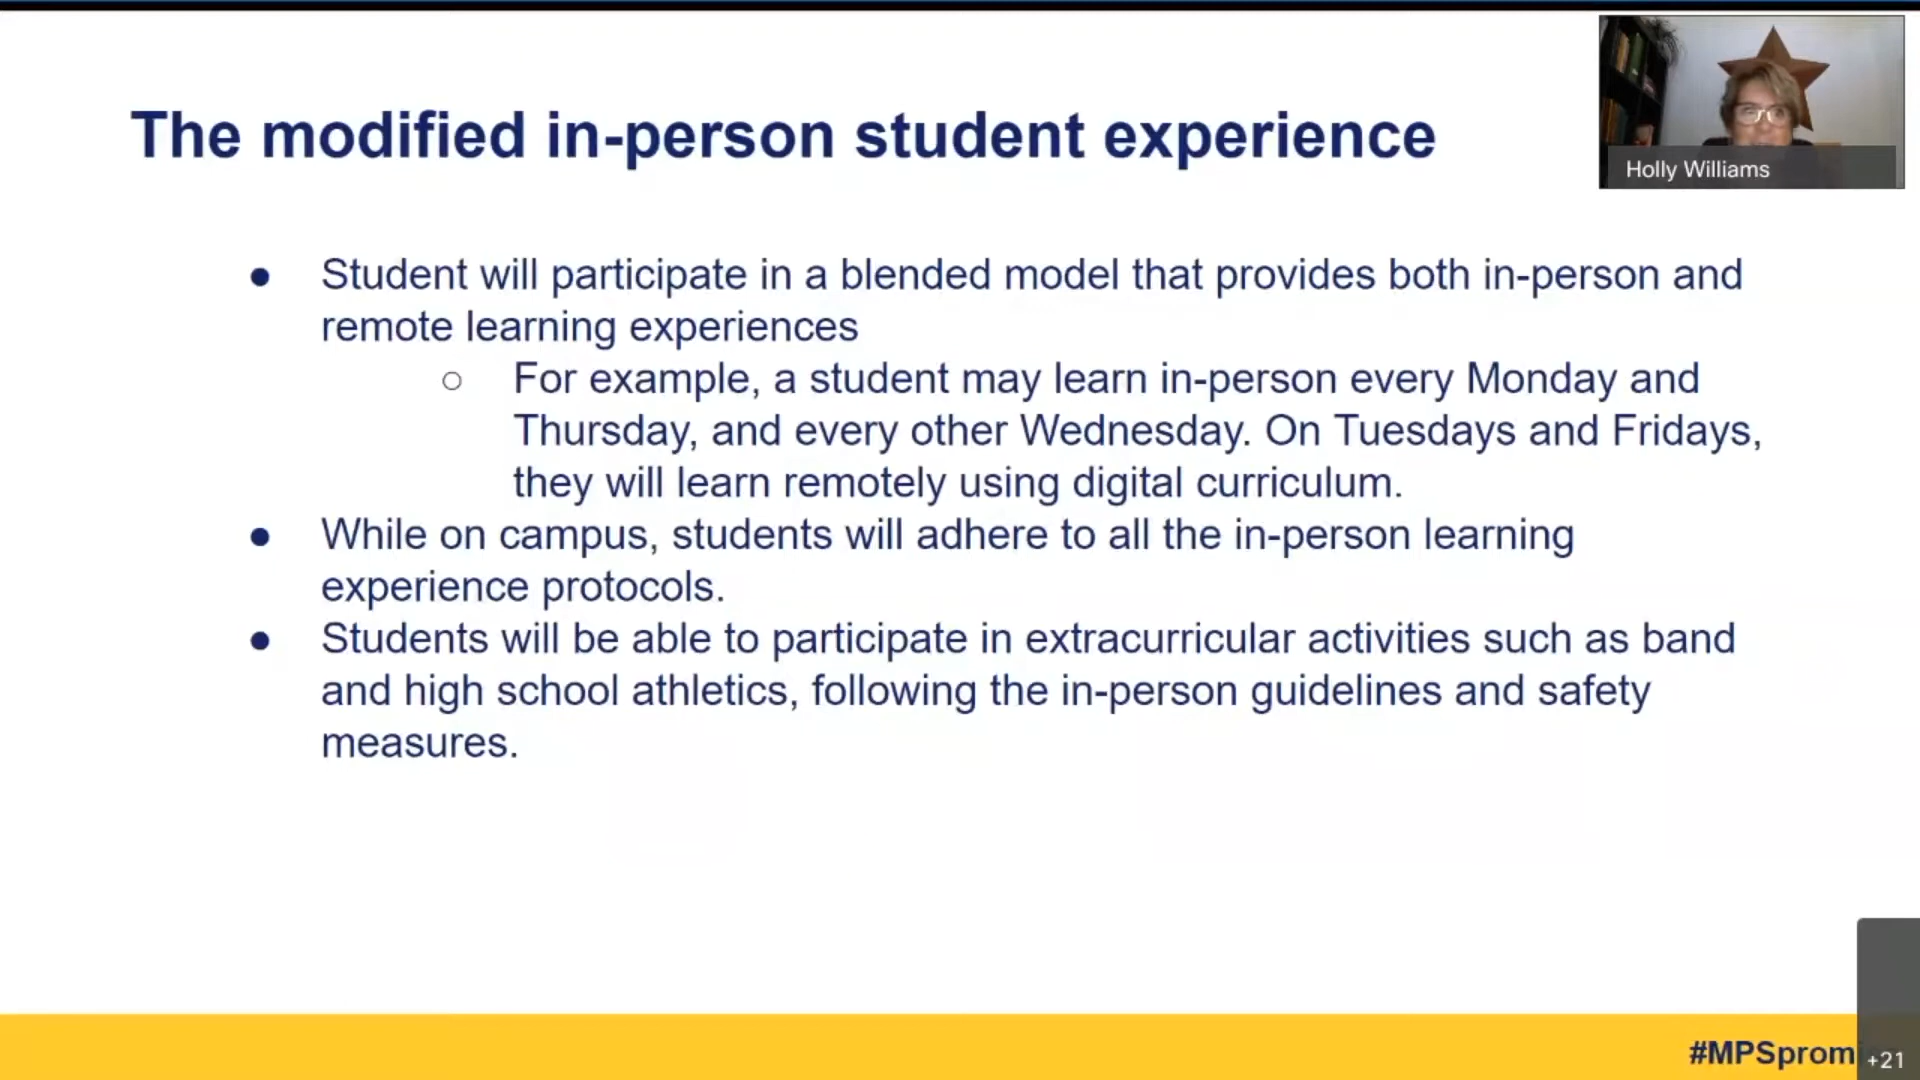 The modified in-person student experience
Holly Williams
● Student will participate in a blended model that provides both in-person and
remote learning experiences
○ For example, a student may learn in-person every Monday and
Thursday, and every other Wednesday. On Tuesdays and Fridays,
they will learn remotely using digital curriculum.
● While on campus, students will adhere to all the in-person learning
experience protocols.
● Students will be able to participate in extracurricular activities such as band
and high school athletics, following the in-person guidelines and safety
measures.
#MPSpromi
+21